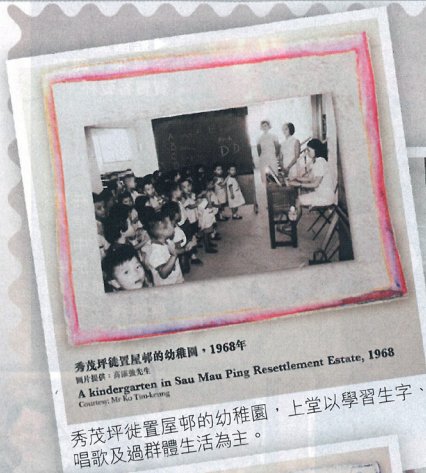 秀茂坪徙置屋邨的幼稚園，1968年
圖片提供：高添強先生
A kindergarten in Sau Mau Ping Resettlement Estate, 1968
Courtesy: Mr Ko Tim-keung
秀茂坪徙置屋邨的幼稚園，上堂以學習生字、
唱歌及過群體生活為主。